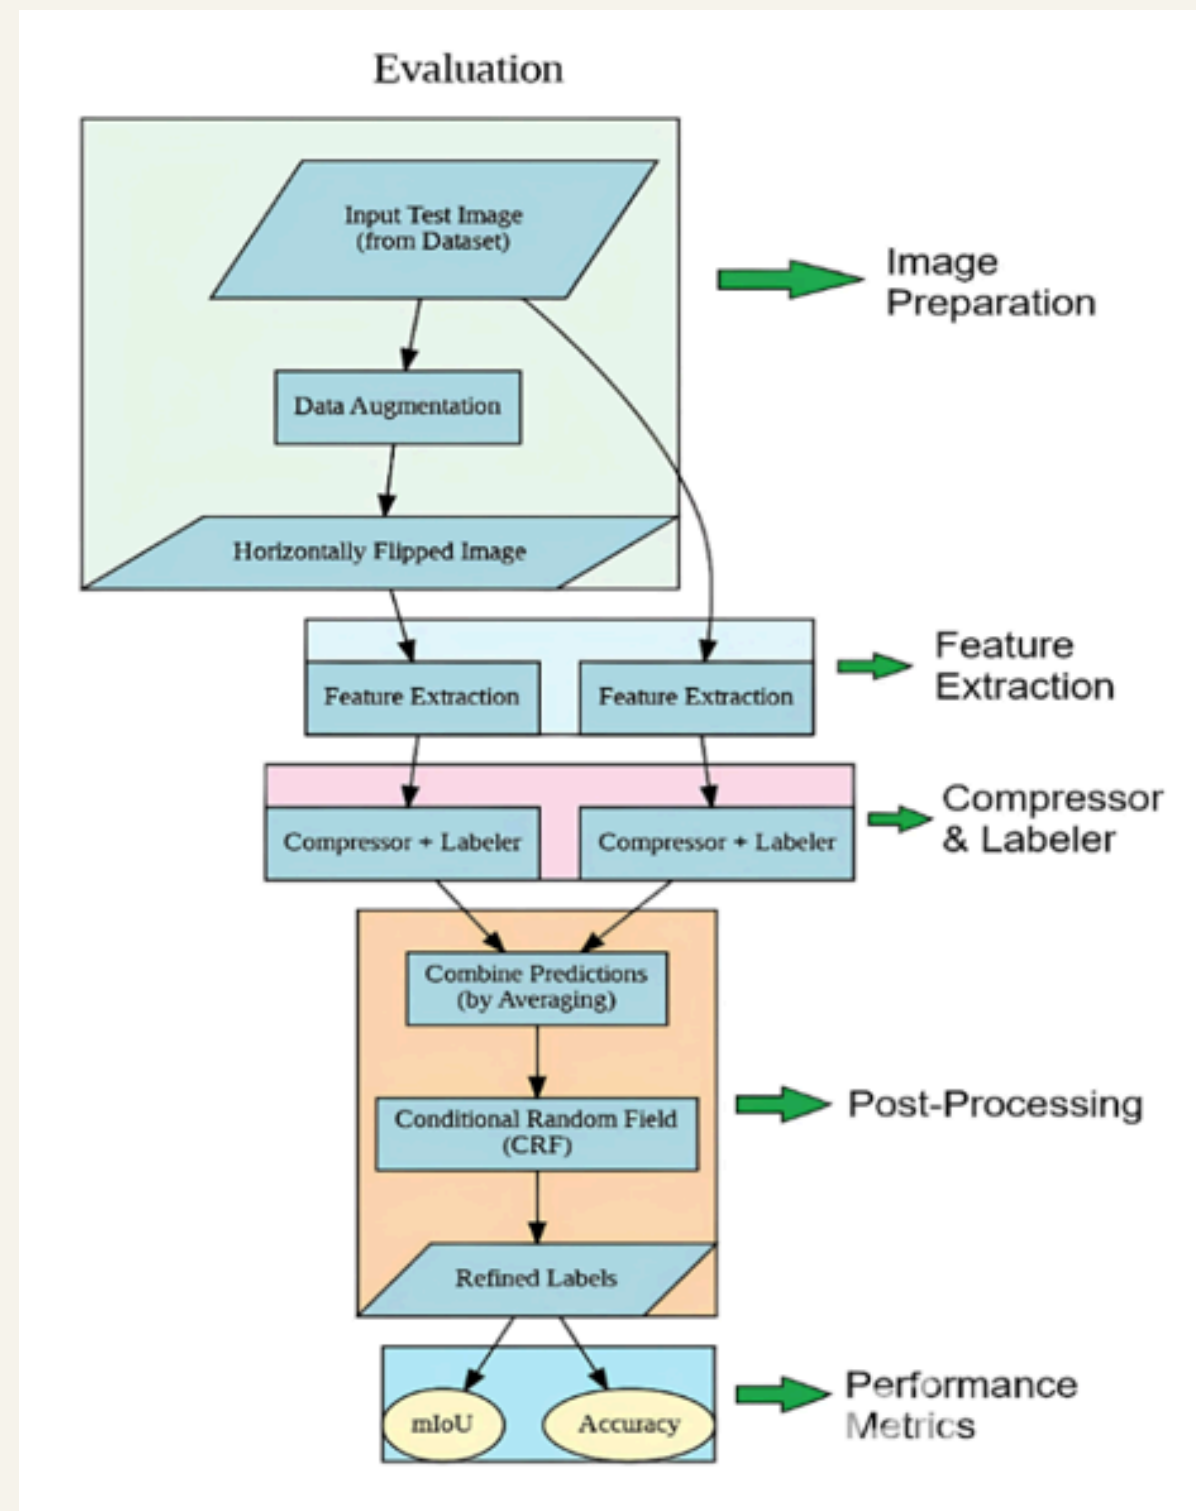 Evaluation
Input Test Image
(from Dataset)
Image
Preparation
Data Augmentation
Horizontally Flipped Image
Feature
Extraction
Feature Extraction
Feature Extraction
Compressor
& Labeler
Compressor + Labeler
Compressor + Labeler
Combine Predictions
(by Averaging)
Conditional Random Field
(CRF)
Post-Processing
Refined Labels
Performance
Metrics
mIoU
Accuracy